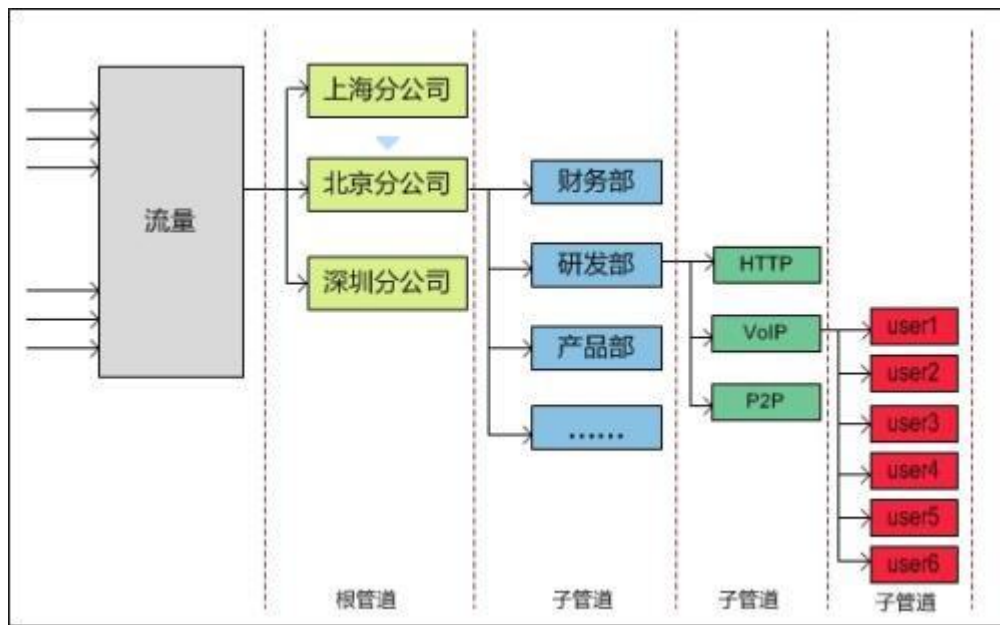 流量
上海分公司
北京分公司
深圳分公司
财务部
研发部
产品部
……
HTTP
VoIP
P2P
user1
user2
user3
user4
user5
user6
根管道
子管道
子管道
子管道